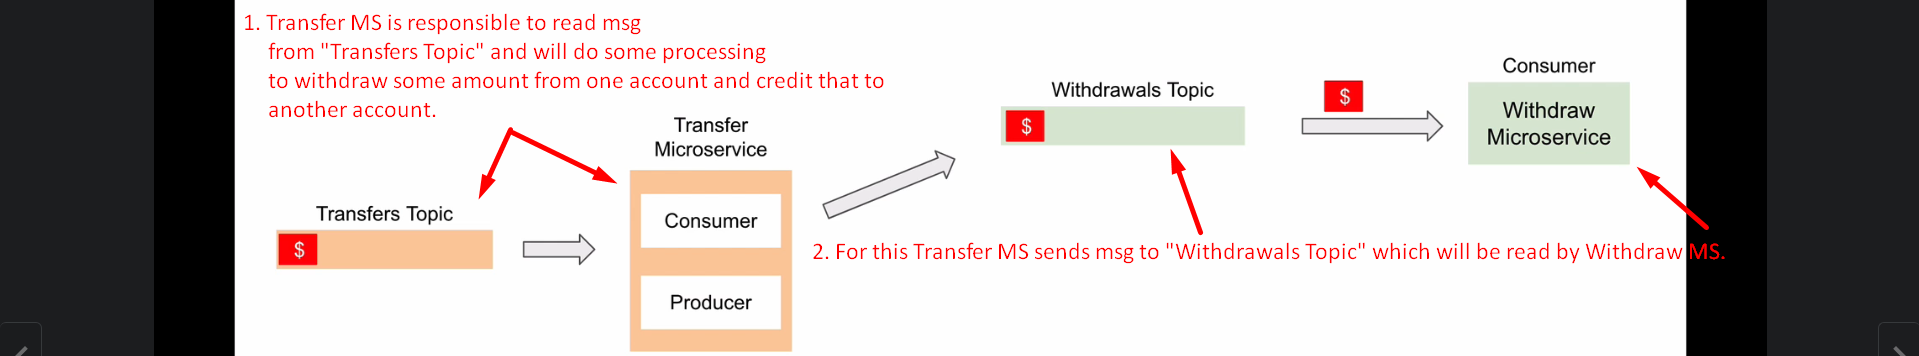 1. Transfer MS is responsible to read msg
from "Transfers Topic" and will do some processing
to withdraw some amount from one account and credit that to
another account.
Transfer
Microservice
Transfers Topic
$
Consumer
Producer
Withdrawals Topic
$
$
Consumer
Withdraw
Microservice
2. For this Transfer MS sends msg to "Withdrawals Topic" which will be read by Withdraw MS.